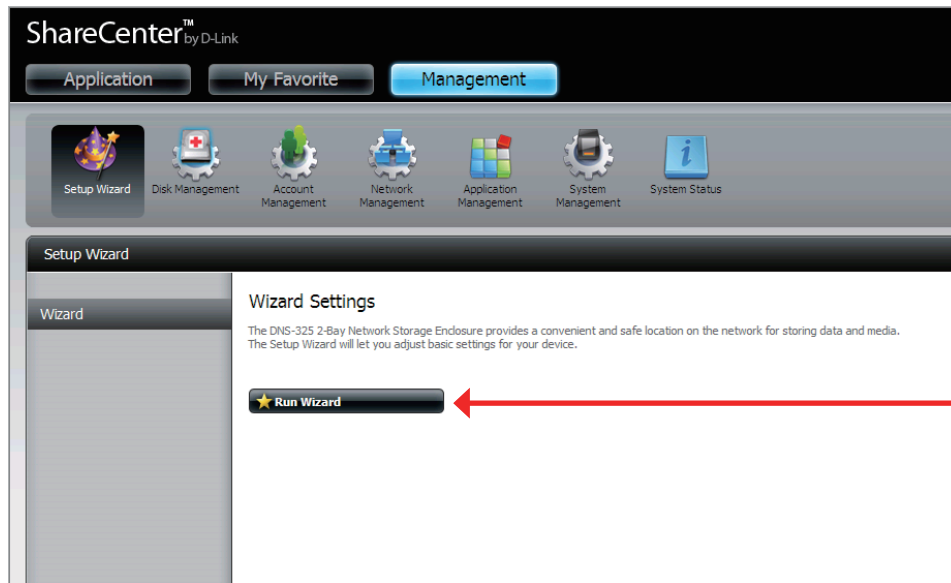 ShareCenter™ by D-Link
Application My Favorite Management
Setup Wizard Disk Management Account Management Network Management Application Management System Management System Status
Setup Wizard
Wizard
Wizard Settings
The DNS-325 2-Bay Network Storage Enclosure provides a convenient and safe location on the network for storing data and media.
The Setup Wizard will let you adjust basic settings for your device.
Run Wizard